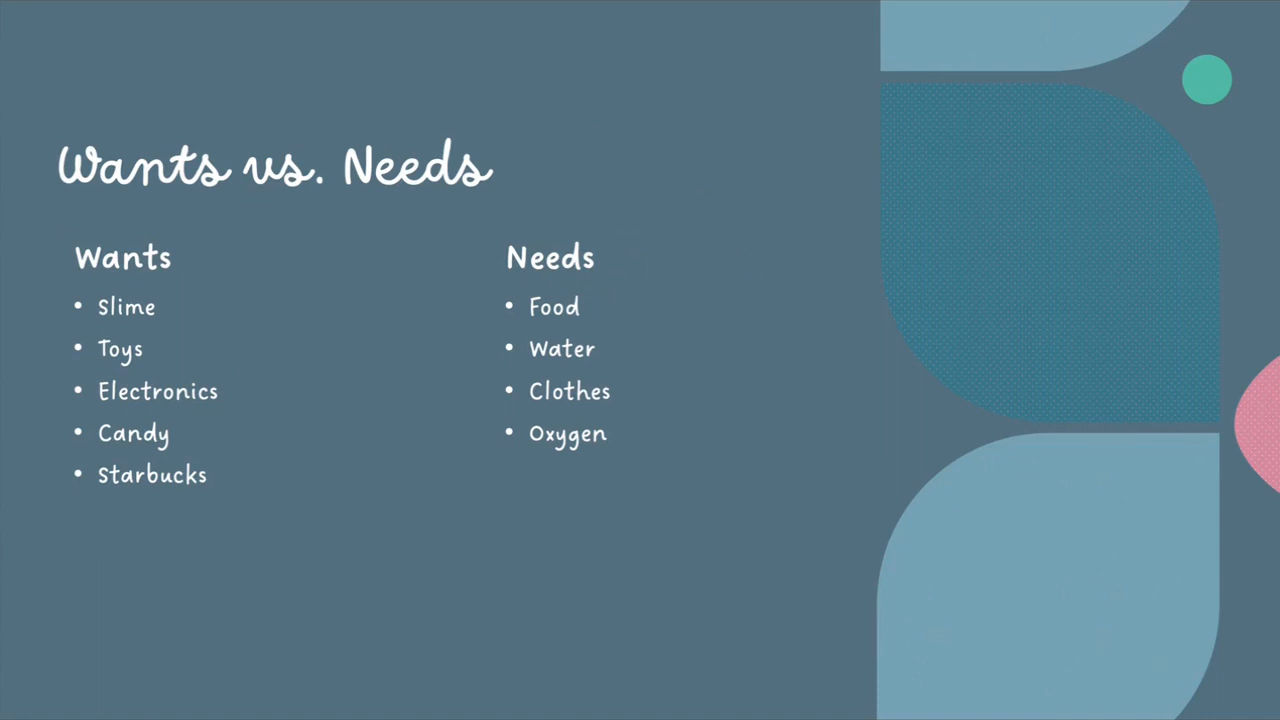 Wants vs. Needs
Wants
• Slime
• Toys
• Electronics
• Candy
• Starbucks
Needs
• Food
• Water
• Clothes
• Oxygen